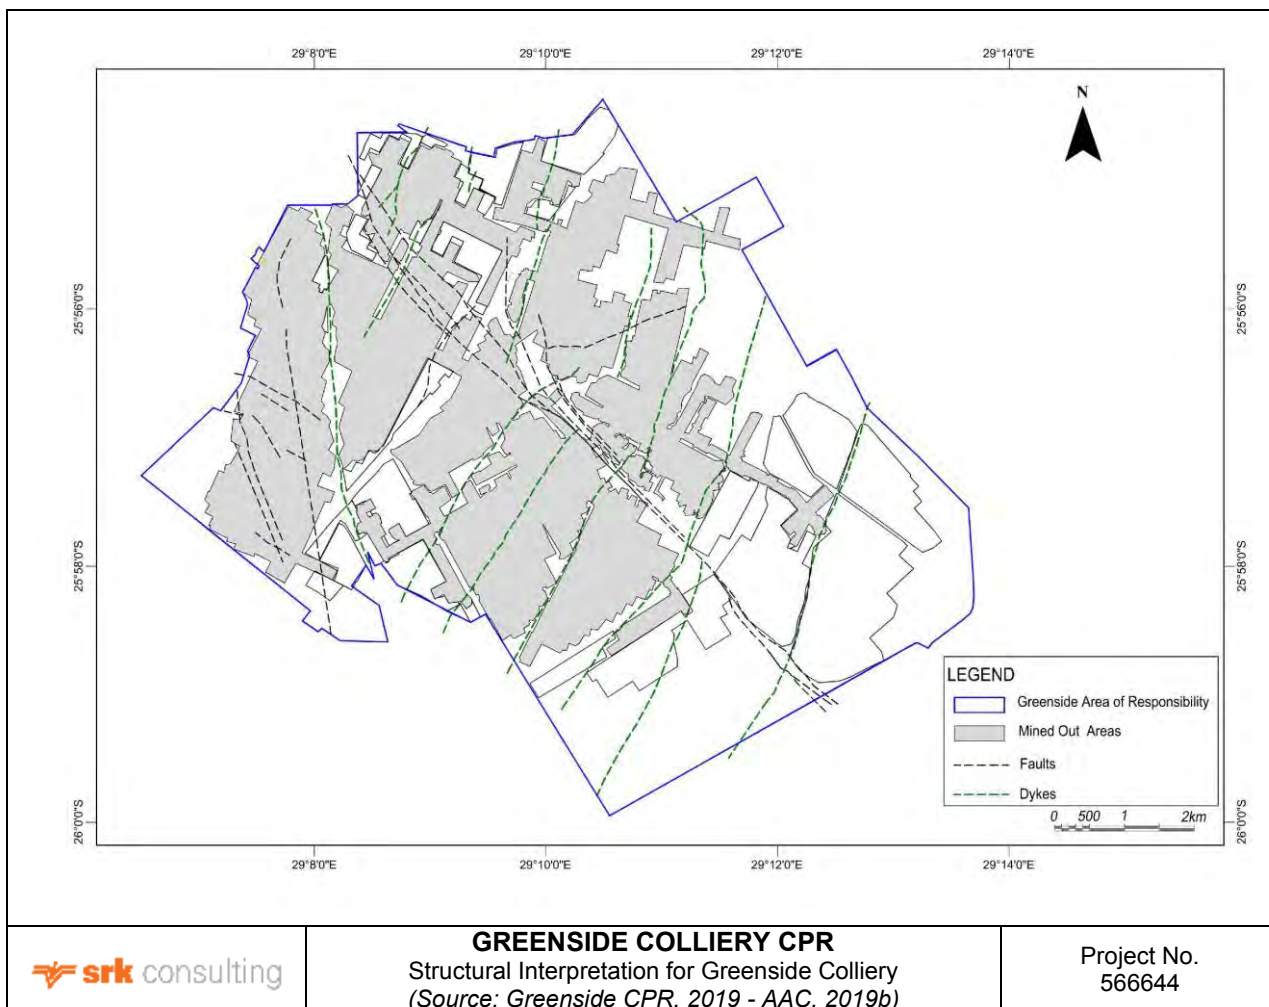 29°8'0"E 29°10'0"E 29°12'0"E 29°14'0"E
N
25°56'0"S 25°56'0"S
25°58'0"S 25°58'0"S
LEGEND
Greenside Area of Responsibility
Mined Out Areas
Faults
Dykes
0 500 1 2km
26°0'0"S 26°0'0"S
29°8'0"E 29°10'0"E 29°12'0"E 29°14'0"E
srk consulting
GREENSIDE COLLIERY CPR
Structural Interpretation for Greenside Colliery
(Source: Greenside CPR, 2019 - AAC, 2019b)
Project No.
566644